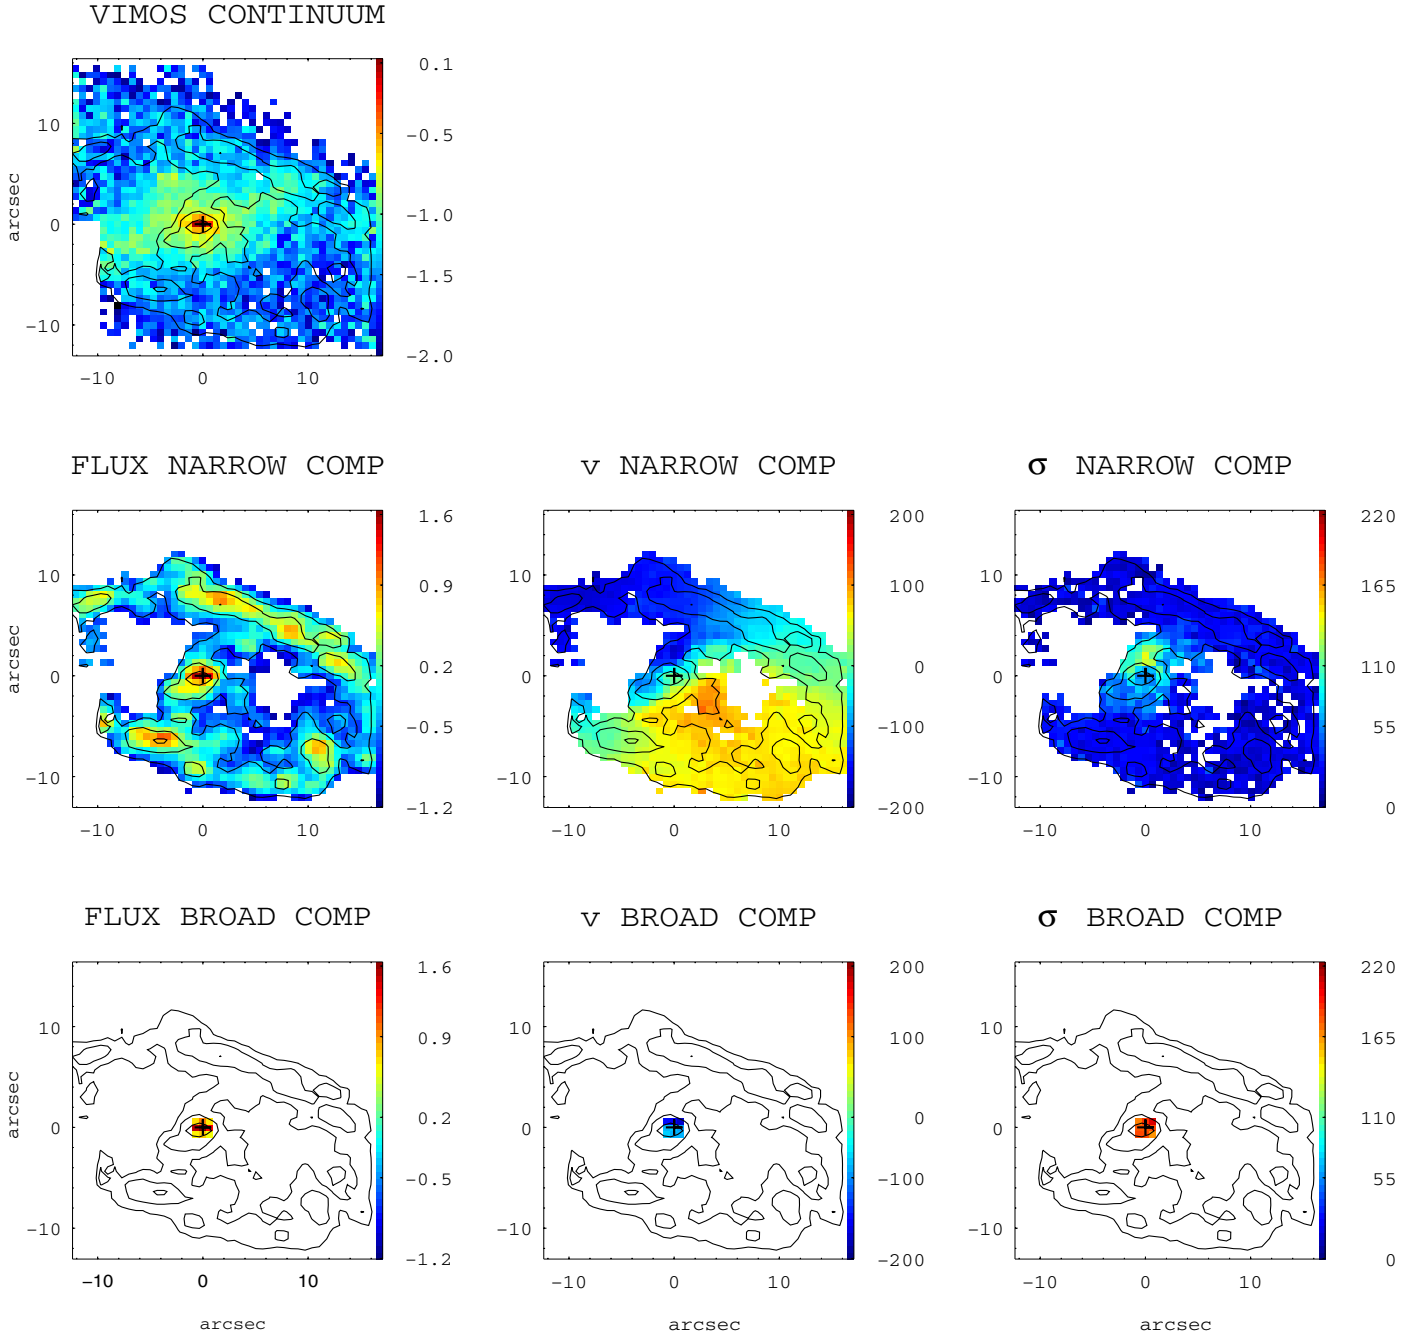 VIMOS CONTINUUM
0.1
-0.5
-1.0
-1.5
-2.0
10
0
-10
arcsec
-10 0 10
FLUX NARROW COMP
1.6
0.9
0.2
-0.5
-1.2
10
0
-10
arcsec
-10 0 10
v NARROW COMP
200
100
0
-100
-200
10
0
-10
-10 0 10
σ NARROW COMP
220
165
110
55
0
10
0
-10
-10 0 10
FLUX BROAD COMP
1.6
0.9
0.2
-0.5
-1.2
10
0
-10
arcsec
-10 0 10
arcsec
v BROAD COMP
200
100
0
-100
-200
10
0
-10
-10 0 10
arcsec
σ BROAD COMP
220
165
110
55
0
10
0
-10
-10 0 10
arcsec